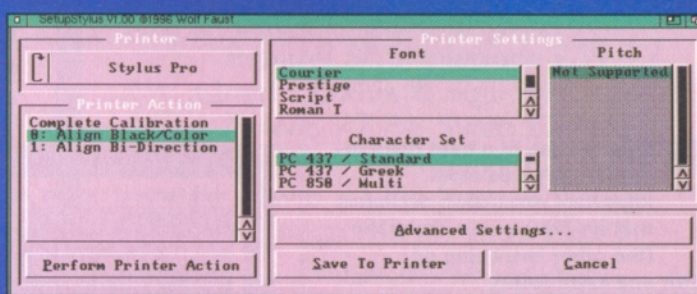 SetupStylus V1.00 ©1996 Wolf Faust
Printer
Stylus Pro
Printer Action
Complete Calibration
0: Align Black/Color
1: Align Bi-Direction
Perform Printer Action
Printer Settings
Font
Courier
Prestige
Script
Roman T
Pitch
Not Supported
Character Set
PC 437 / Standard
PC 437 / Greek
PC 850 / Multi
Advanced Settings...
Save To Printer
Cancel